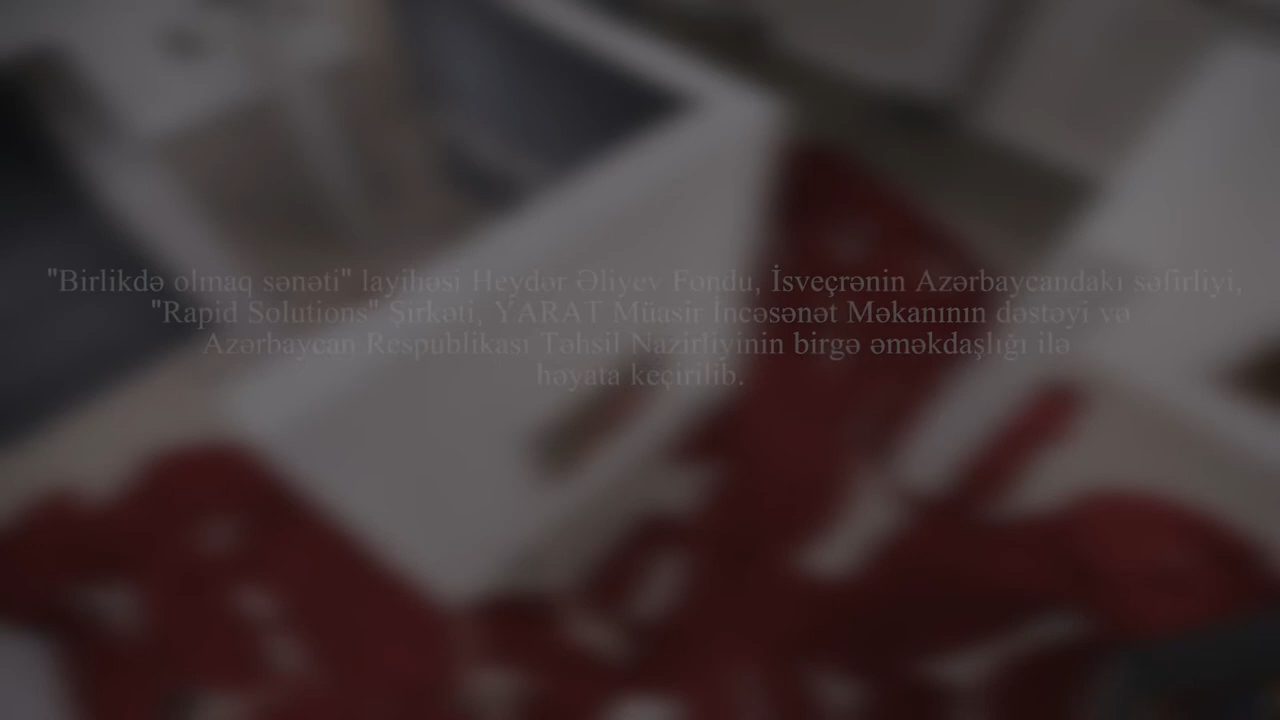 "Birlikdə olmaq sənəti" layihəsi Heydər Əliyev Fondu, İsveçrənin Azərbaycandakı səfirliyi,
"Rapid Solutions" Şirkəti, YARAT Müasir İncəsənət Məkanının dəstəyi və
Azərbaycan Respublikası Təhsil Nazirliyinin birgə əməkdaşlığı ilə
həyata keçirilib.